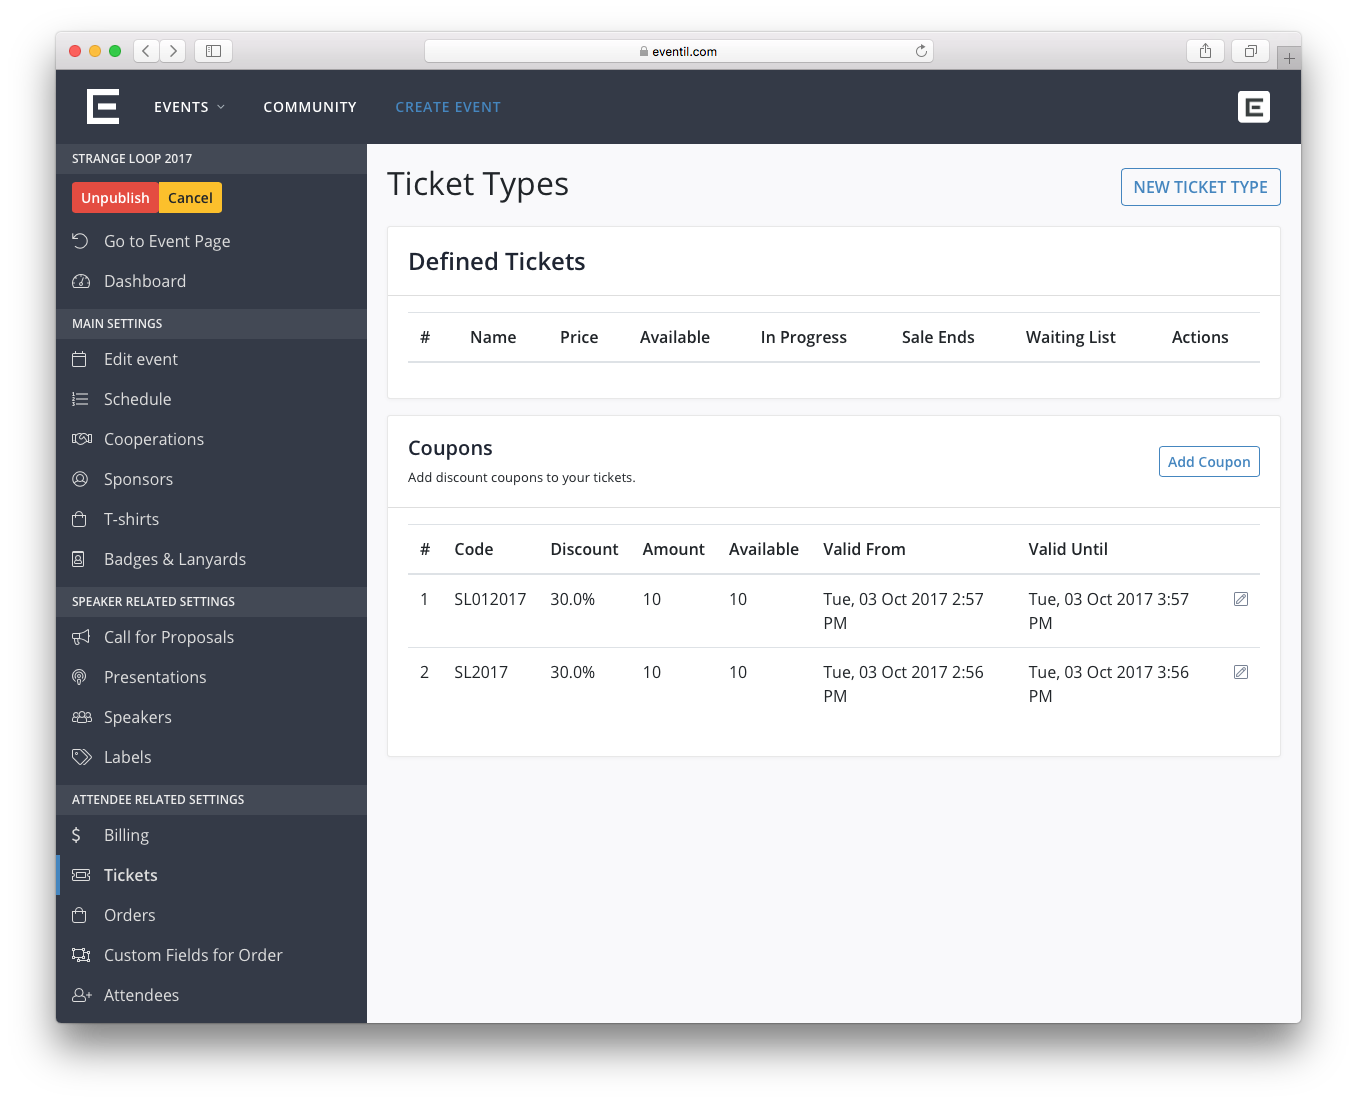 eventil.com
EVENTS
COMMUNITY
CREATE EVENT
STRANGE LOOP 2017
Unpublish
Cancel
Go to Event Page
Dashboard
MAIN SETTINGS
Edit event
Schedule
Cooperations
Sponsors
T-shirts
Badges & Lanyards
SPEAKER RELATED SETTINGS
Call for Proposals
Presentations
Speakers
Labels
ATTENDEE RELATED SETTINGS
Billing
Tickets
Orders
Custom Fields for Order
Attendees
Ticket Types
NEW TICKET TYPE
Defined Tickets
# Name Price Available In Progress Sale Ends Waiting List Actions
Coupons
Add discount coupons to your tickets.
Add Coupon
# Code Discount Amount Available Valid From Valid Until
1 SL012017 30.0% 10 10 Tue, 03 Oct 2017 2:57 PM Tue, 03 Oct 2017 3:57 PM
2 SL2017 30.0% 10 10 Tue, 03 Oct 2017 2:56 PM Tue, 03 Oct 2017 3:56 PM